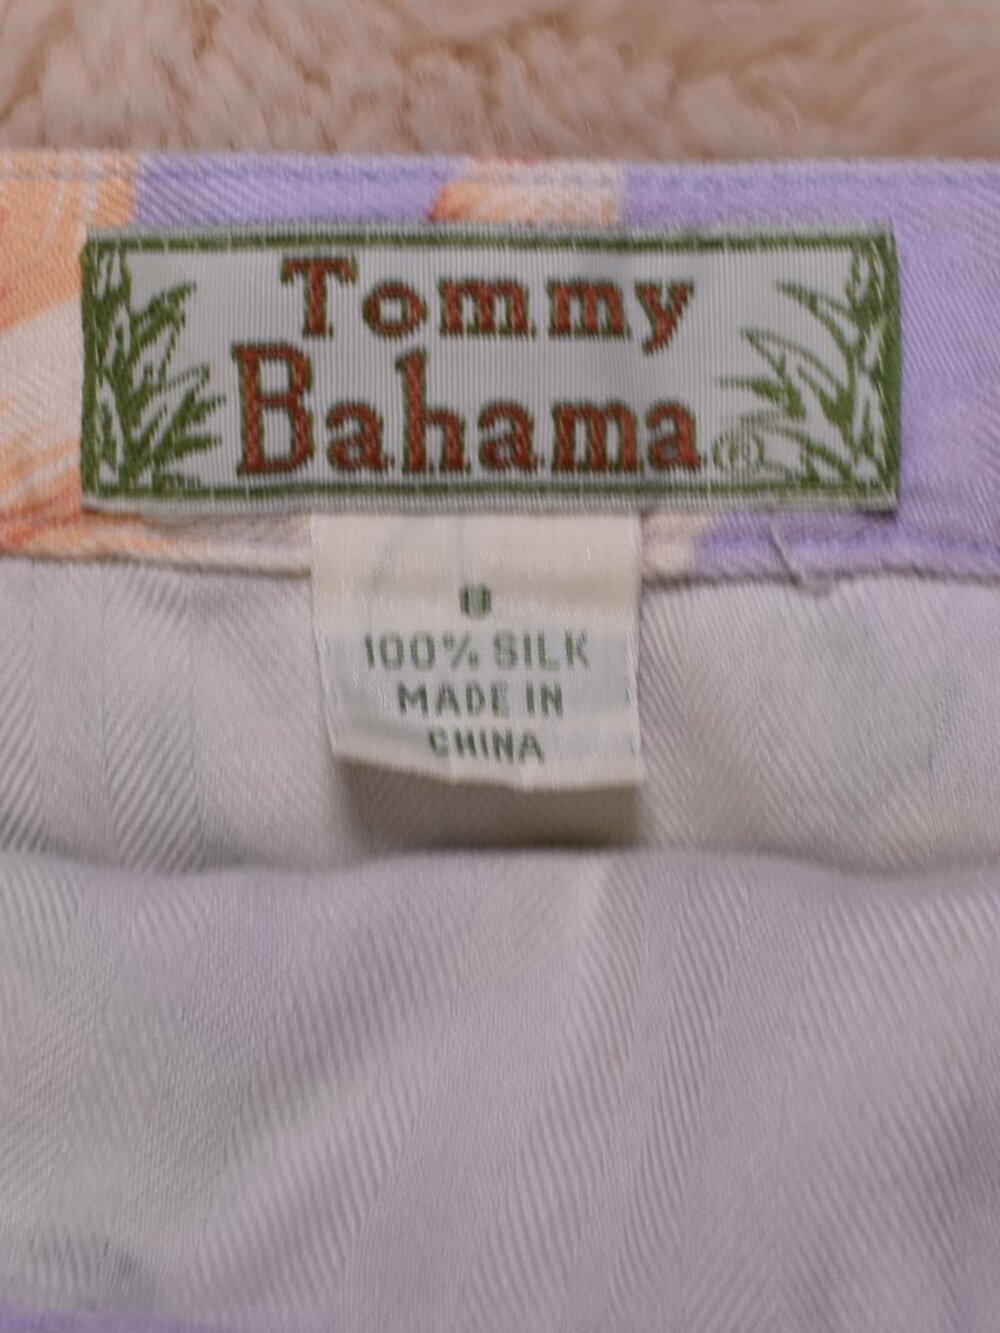 Tommy
Bahama®
8
100% SILK
MADE IN
CHINA